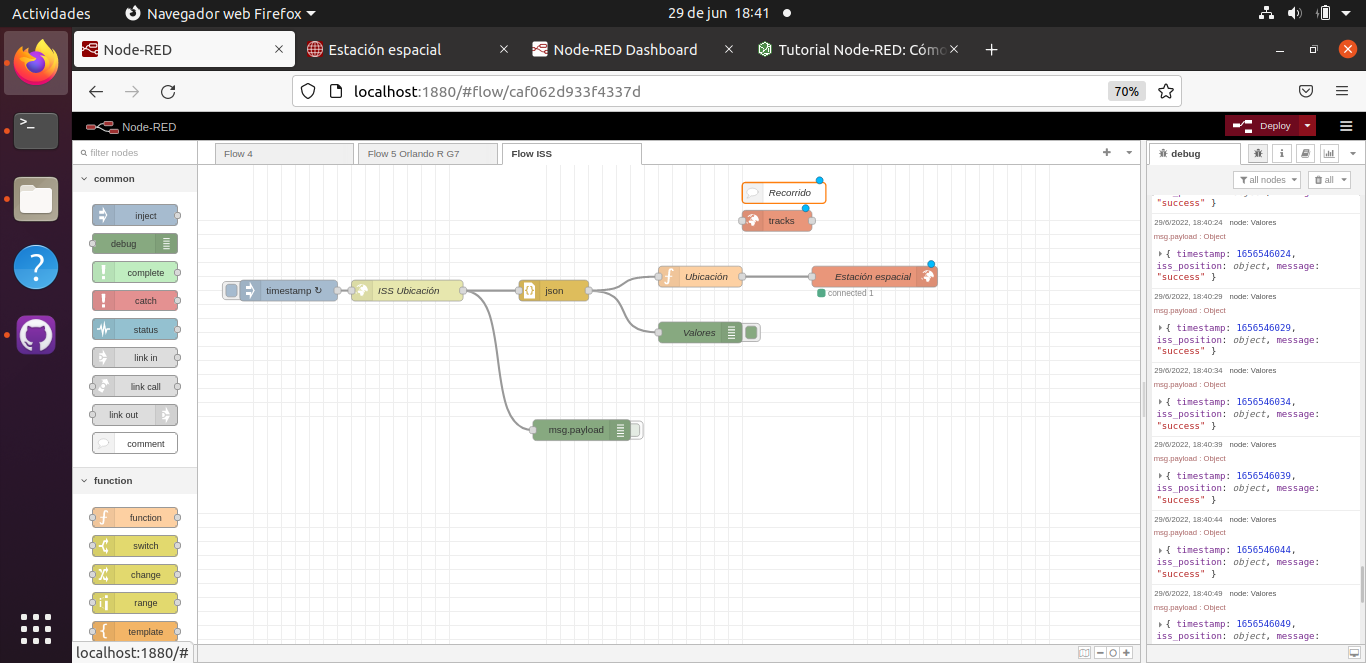 Actividades
Navegador web Firefox
29 de jun 18:41
Node-RED
Estación espacial
Node-RED Dashboard
Tutorial Node-RED: Cómo
localhost:1880/#flow/caf062d933f4337d
70%
Node-RED
Deploy
filter nodes
common
inject
debug
complete
catch
status
link in
link call
link out
comment
function
function
switch
change
range
template
localhost:1880/#
Flow 4
Flow 5 Orlando R G7
Flow ISS
Recorrido
tracks
timestamp ↻
ISS Ubicación
json
Ubicación
Estación espacial
connected 1
Valores
msg.payload
debug
all nodes
all
"success" }
29/6/2022, 18:40:24 node: Valores
msg.payload : Object
{ timestamp: 1656546024,
iss_position: object, message:
"success" }
29/6/2022, 18:40:29 node: Valores
msg.payload : Object
{ timestamp: 1656546029,
iss_position: object, message:
"success" }
29/6/2022, 18:40:34 node: Valores
msg.payload : Object
{ timestamp: 1656546034,
iss_position: object, message:
"success" }
29/6/2022, 18:40:39 node: Valores
msg.payload : Object
{ timestamp: 1656546039,
iss_position: object, message:
"success" }
29/6/2022, 18:40:44 node: Valores
msg.payload : Object
{ timestamp: 1656546044,
iss_position: object, message:
"success" }
29/6/2022, 18:40:49 node: Valores
msg.payload : Object
{ timestamp: 1656546049,
iss_position: object, message: